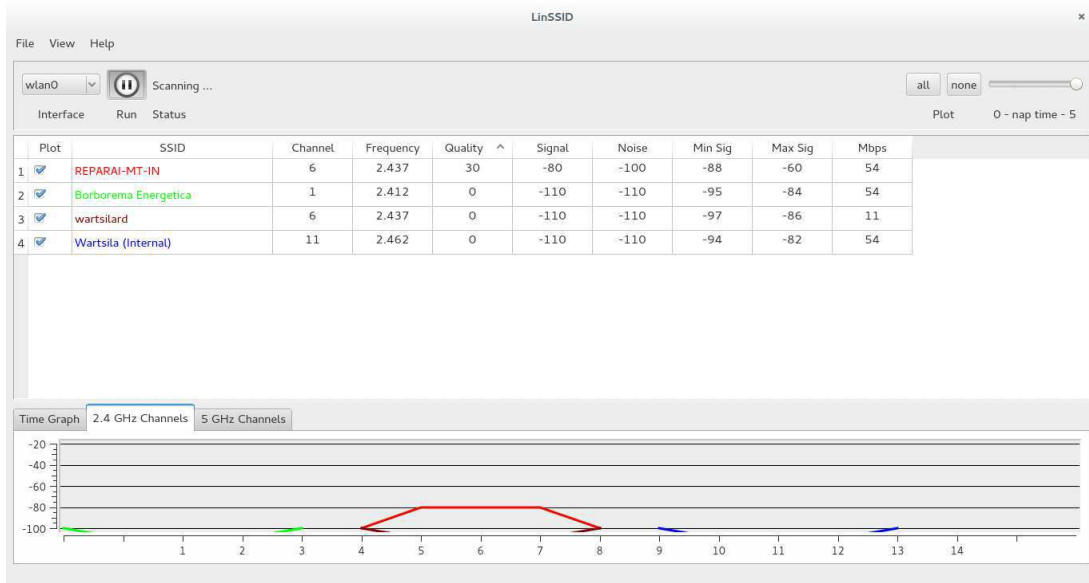 LinSSID ×
File View Help
wlan0 Scanning ... all none
Interface Run Status Plot 0 - nap time - 5
Plot SSID Channel Frequency Quality ^ Signal Noise Min Sig Max Sig Mbps
1 REPARAI-MT-IN 6 2.437 30 -80 -100 -88 -60 54
2 Borborema Energetica 1 2.412 0 -110 -110 -95 -84 54
3 wartsilard 6 2.437 0 -110 -110 -97 -86 11
4 Wartsila (Internal) 11 2.462 0 -110 -110 -94 -82 54
Time Graph 2.4 GHz Channels 5 GHz Channels
-20
-40
-60
-80
-100
1 2 3 4 5 6 7 8 9 10 11 12 13 14